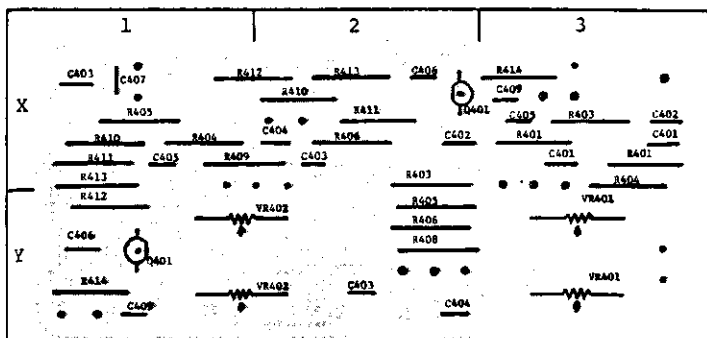 1 2 3
C403 C407 R412 R413 C406 R414
X R410 Q401 C409
R405 R411 C405 R403 C402
R410 R404 C404 R406 C402 R401 C401
R411 C405 R409 C403 C401 R401
R413 R403 R404
R412 VR402 R405 VR401
R406
Y C406 Q401 R408
R414 VR402 C403 VR401
C409 C404